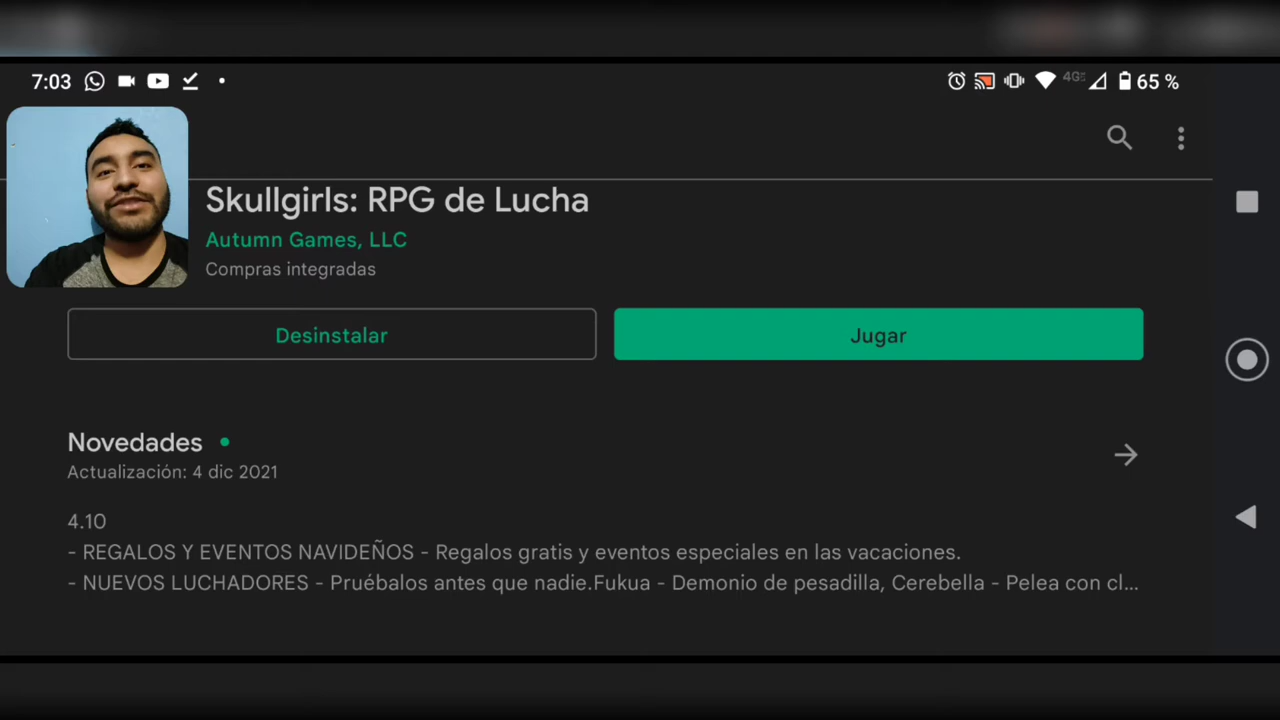 7:03
4G
65 %
Skullgirls: RPG de Lucha
Autumn Games, LLC
Compras integradas
Desinstalar
Jugar
Novedades
Actualización: 4 dic 2021
4.10
- REGALOS Y EVENTOS NAVIDEÑOS - Regalos gratis y eventos especiales en las vacaciones.
- NUEVOS LUCHADORES - Pruébalos antes que nadie.Fukua - Demonio de pesadilla, Cerebella - Pelea con cl...